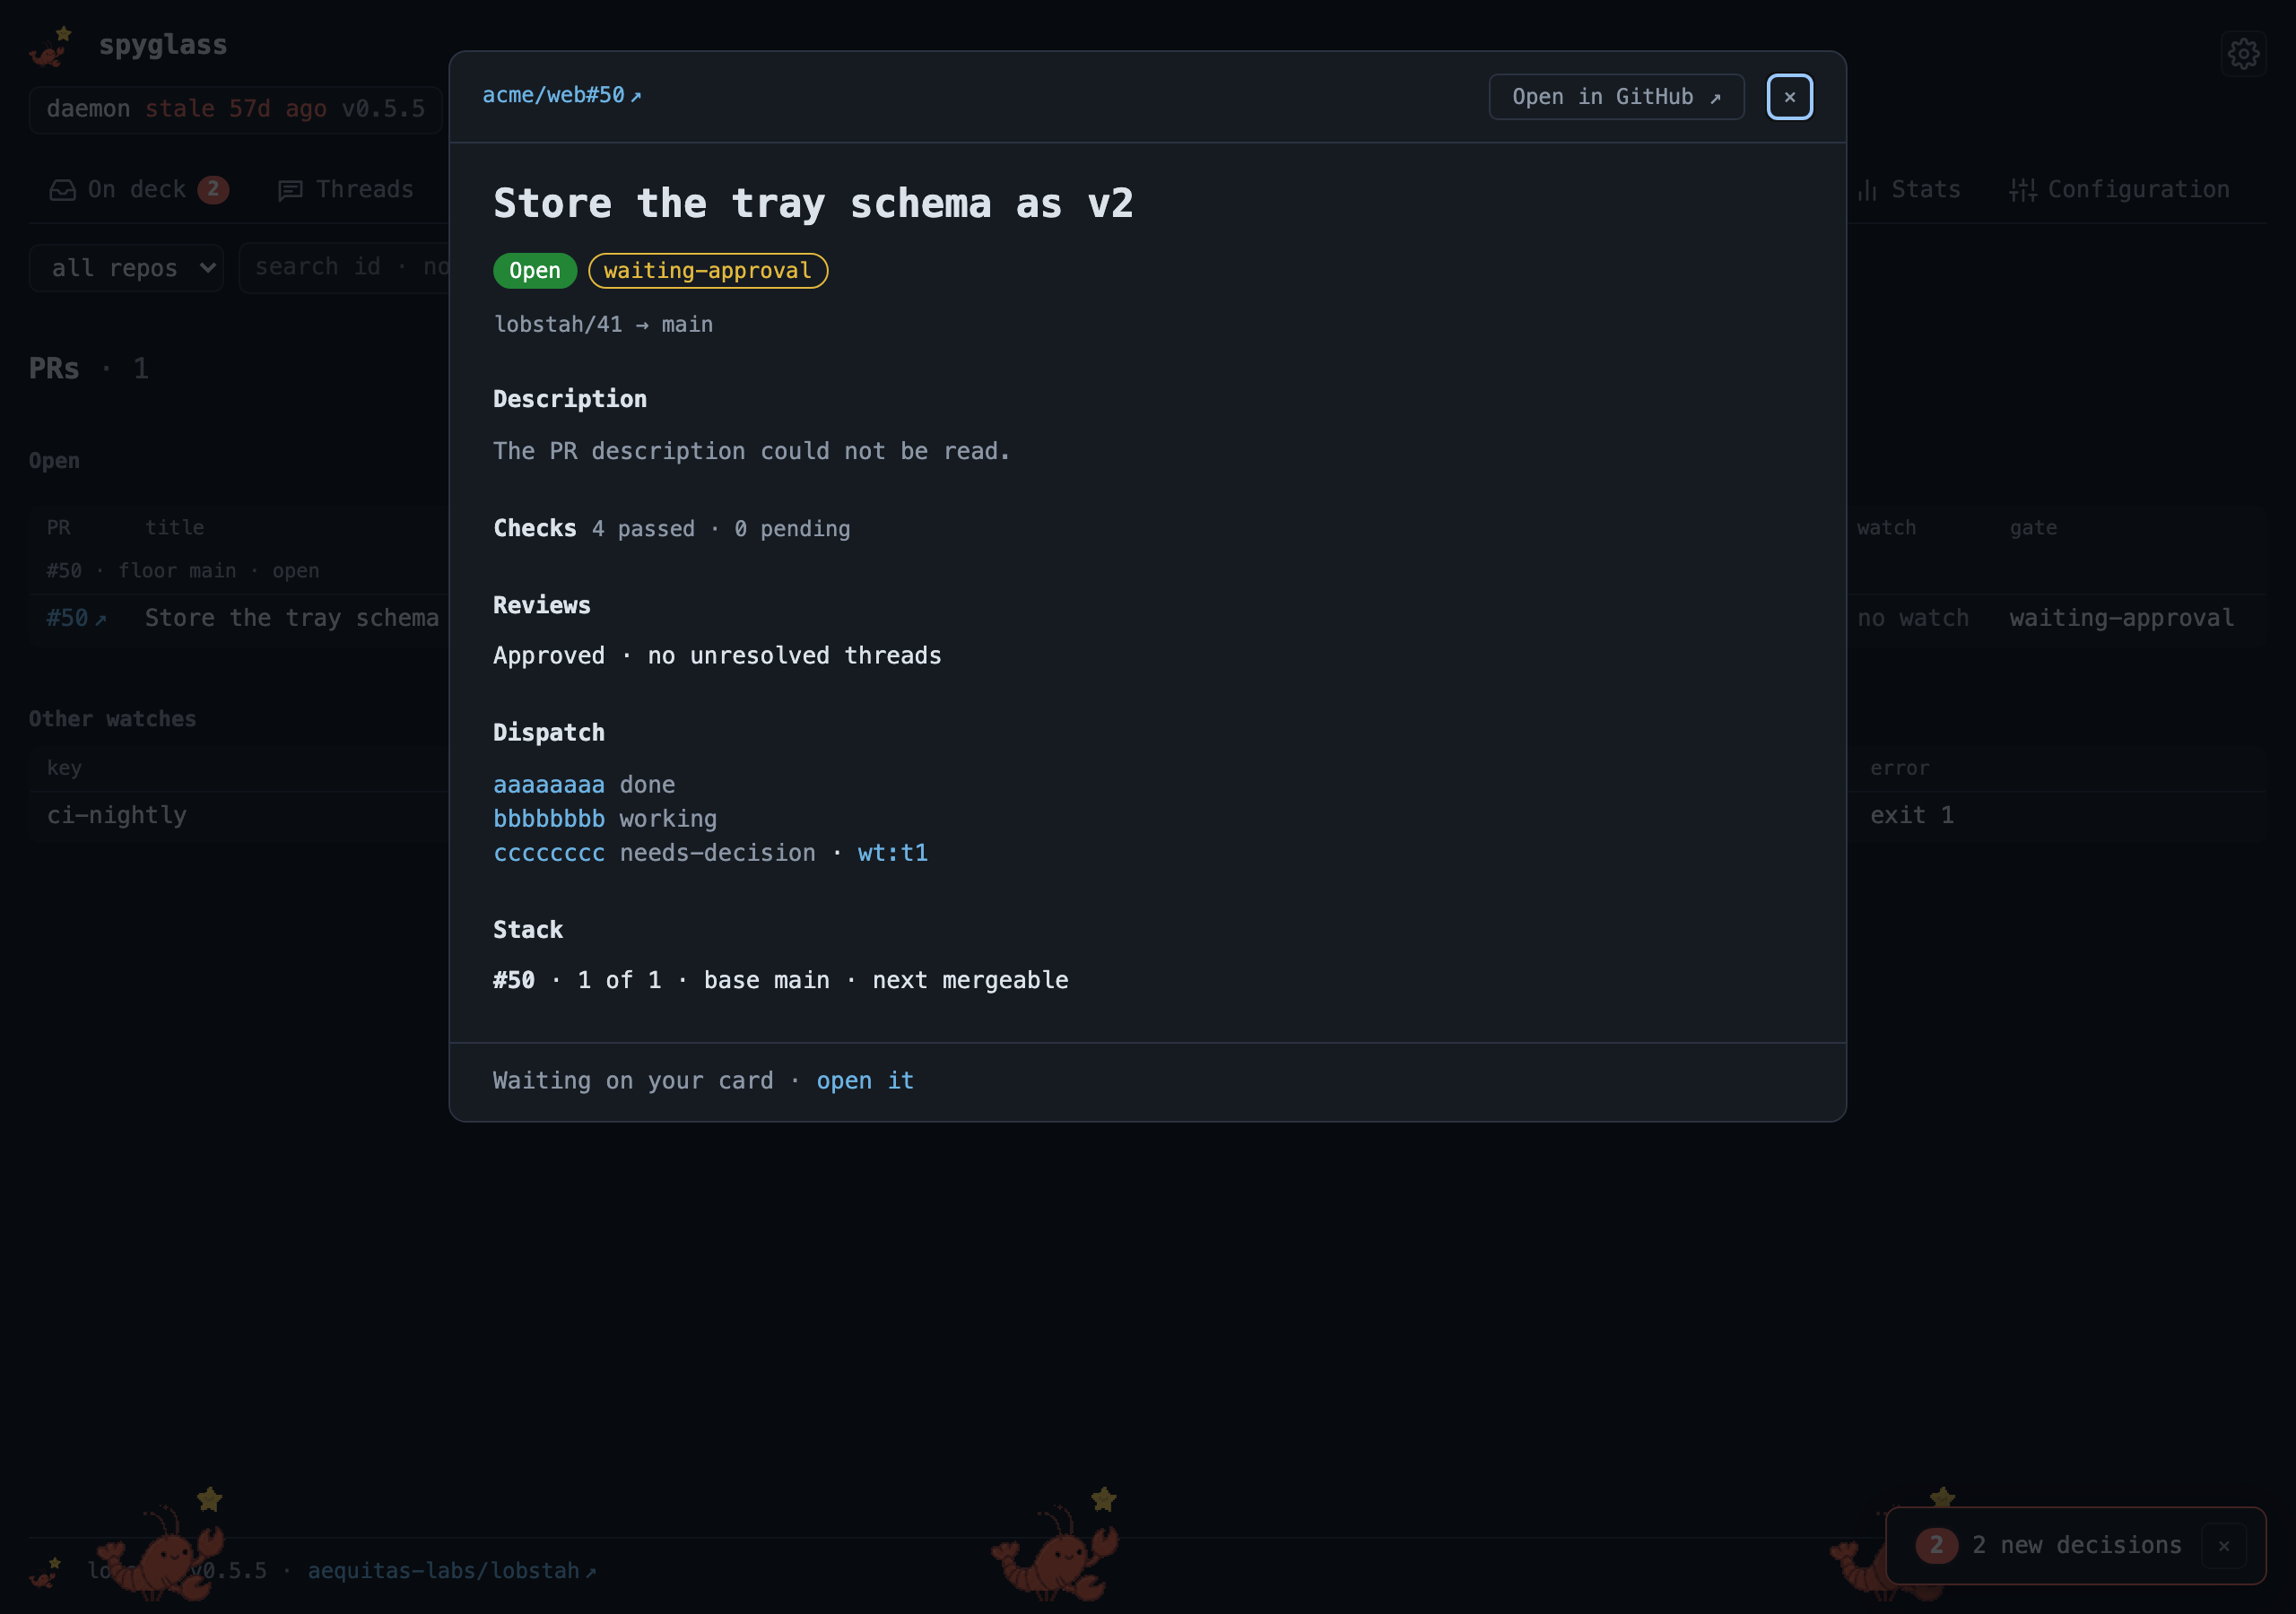 spyglass
daemon stale 57d ago v0.5.5
On deck 2 Threads
Stats Configuration
all repos
search id · no
PRs · 1
Open
PR title
watch gate
#50 · floor main · open
#50↗ Store the tray schema
no watch waiting-approval
Other watches
key
error
ci-nightly
exit 1
acme/web#50↗
Open in GitHub ↗
×
Store the tray schema as v2
Open waiting-approval
lobstah/41 → main
Description
The PR description could not be read.
Checks 4 passed · 0 pending
Reviews
Approved · no unresolved threads
Dispatch
aaaaaaaa done
bbbbbbbb working
cccccccc needs-decision · wt:t1
Stack
#50 · 1 of 1 · base main · next mergeable
Waiting on your card · open it
v0.5.5 · aequitas-labs/lobstah↗
2 2 new decisions ×